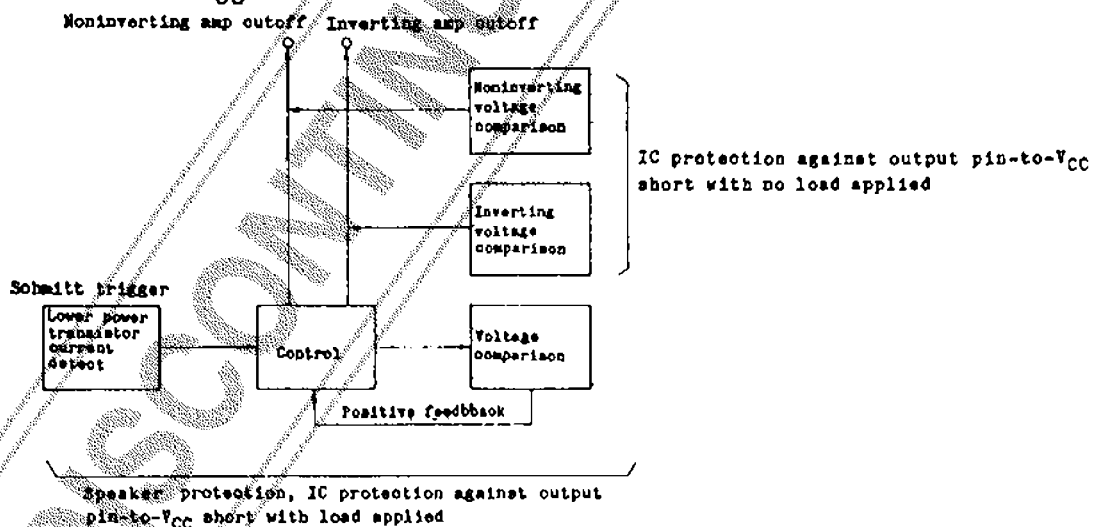 Noninverting amp cutoff Inverting amp cutoff
Noninverting
voltage
comparison
IC protection against output pin-to-VCC
short with no load applied
Inverting
voltage
comparison
Schmitt trigger
Lower power
transistor
current
detect
Control
Voltage
comparison
Positive feedbback
Speaker protection, IC protection against output
pin-to-VCC short with load applied
DISCONTINU